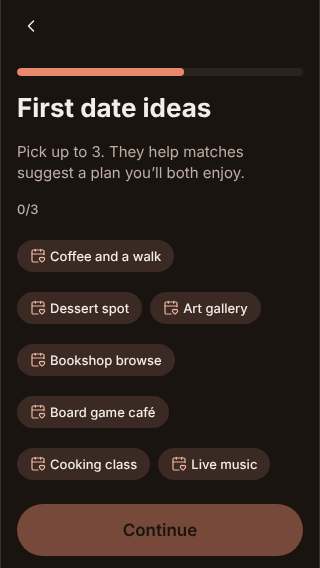 First date ideas
Pick up to 3. They help matches
suggest a plan you’ll both enjoy.
0/3
Coffee and a walk
Dessert spot
Art gallery
Bookshop browse
Board game café
Cooking class
Live music
Continue